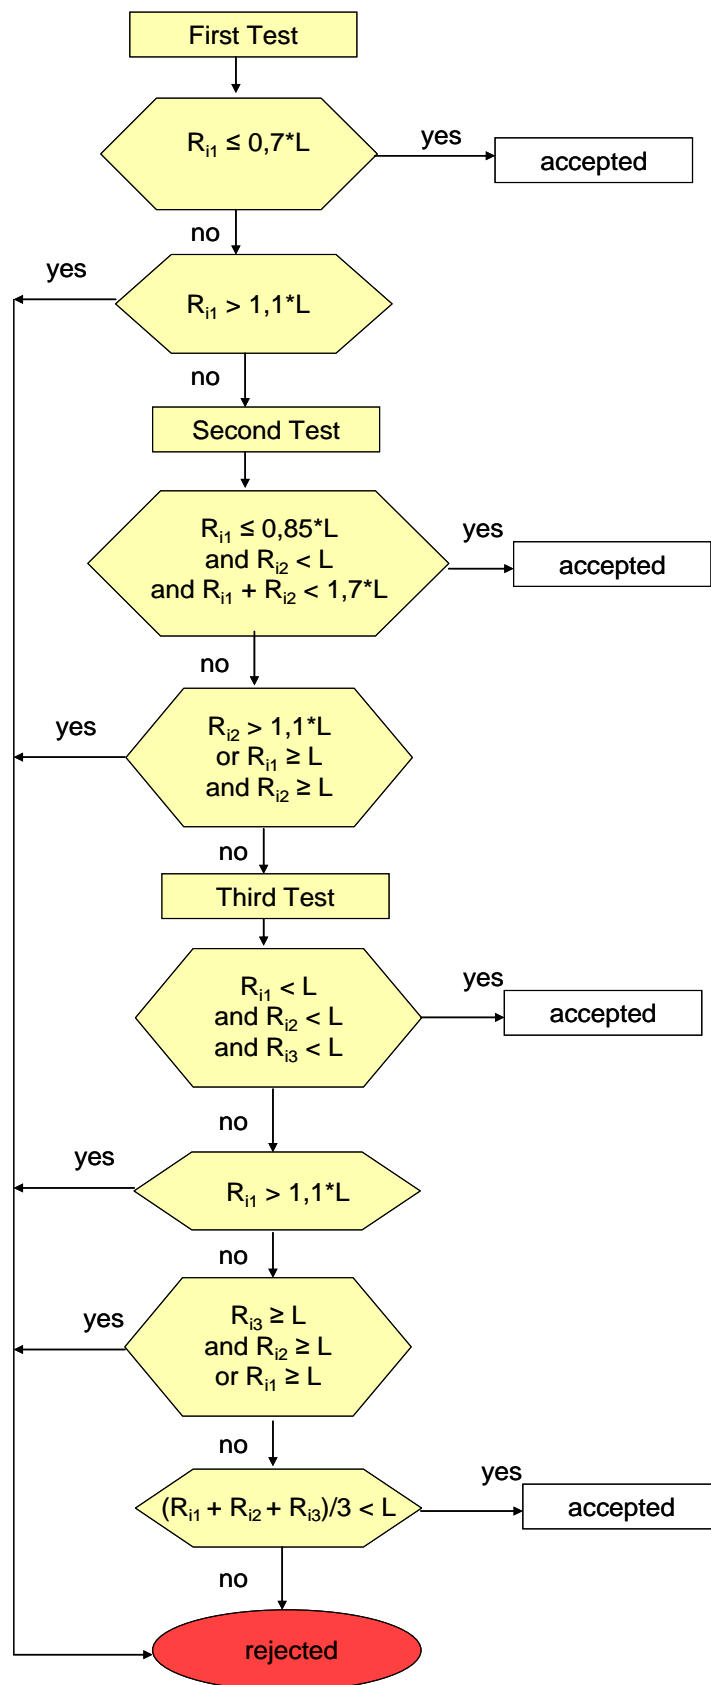 First Test
Ri1 ≤ 0,7*L
yes
accepted
no
yes
Ri1 > 1,1*L
no
Second Test
Ri1 ≤ 0,85*L
and Ri2 < L
and Ri1 + Ri2 < 1,7*L
yes
accepted
no
yes
Ri2 > 1,1*L
or Ri1 ≥ L
and Ri2 ≥ L
no
Third Test
Ri1 < L
and Ri2 < L
and Ri3 < L
yes
accepted
no
yes
Ri1 > 1,1*L
no
yes
Ri3 ≥ L
and Ri2 ≥ L
or Ri1 ≥ L
no
(Ri1 + Ri2 + Ri3)/3 < L
yes
accepted
no
rejected